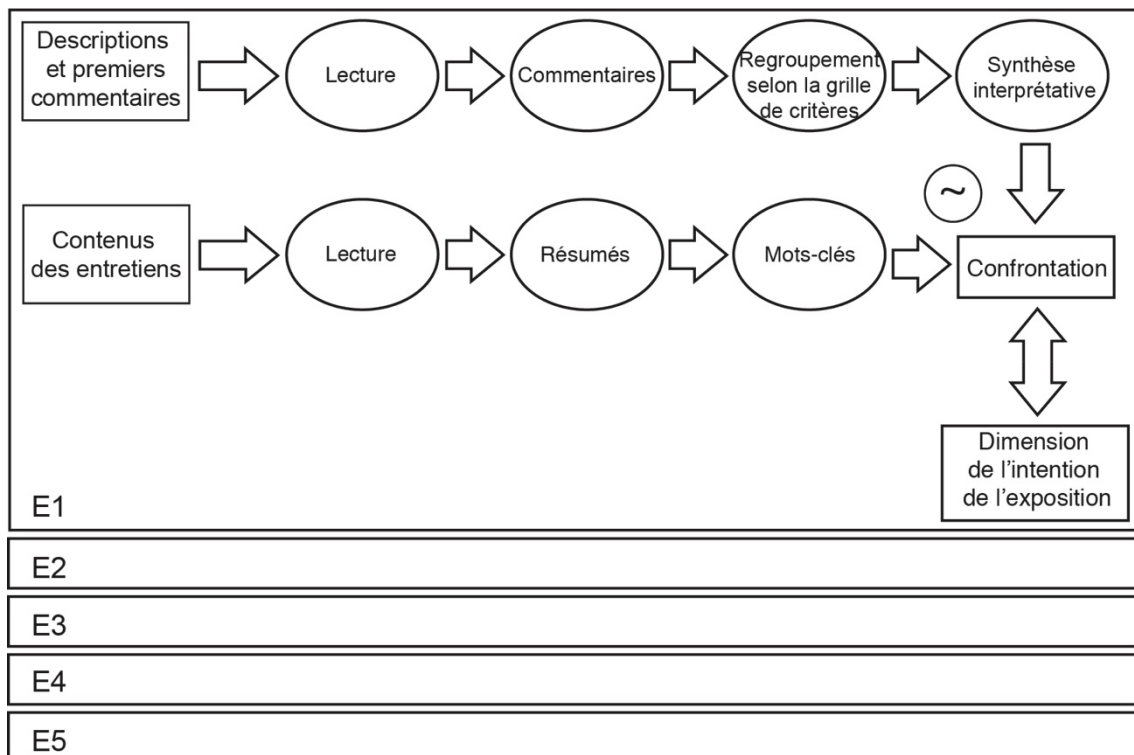 Descriptions
et premiers
commentaires
Lecture
Commentaires
Regroupement
selon la grille
de critères
Synthèse
interprétative
~
Contenus
des entretiens
Lecture
Résumés
Mots-clés
Confrontation
Dimension
de l'intention
de l'exposition
E1
E2
E3
E4
E5